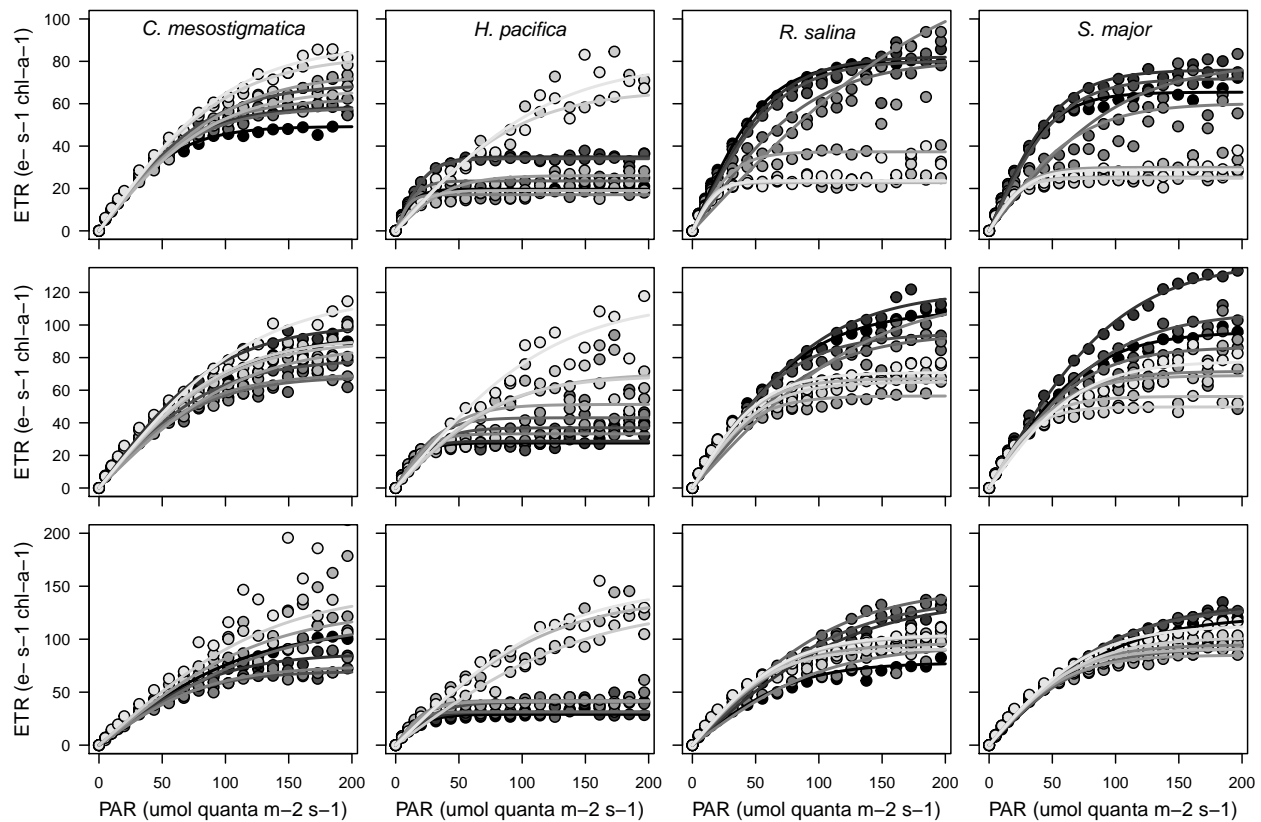 C. mesostigmatica
H. pacifica
R. salina
S. major
ETR (e− s−1 chl−a−1)
100
80
60
40
20
0
ETR (e− s−1 chl−a−1)
120
100
80
60
40
20
0
ETR (e− s−1 chl−a−1)
200
150
100
50
0
0 50 100 150 200
0 50 100 150 200
0 50 100 150 200
0 50 100 150 200
PAR (umol quanta m−2 s−1)
PAR (umol quanta m−2 s−1)
PAR (umol quanta m−2 s−1)
PAR (umol quanta m−2 s−1)